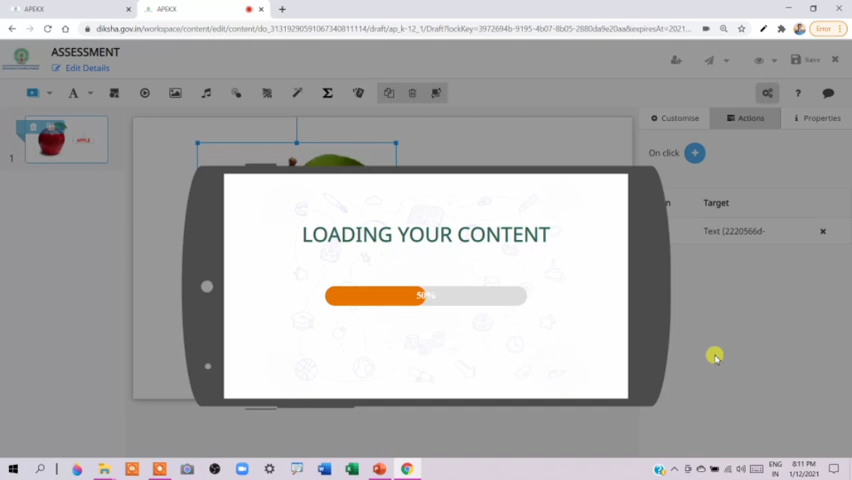 APEKX
APEKX
diksha.gov.in/workspace/content/edit/content/do_31319290591067340811114/draft/ap_k-12_1/Draft?lockKey=3972694b-9195-4b07-8b05-2880da9e20aa&expiresAt=2021...
Error
ASSESSMENT
Edit Details
Save
A
Σ
?
Customise
Actions
Properties
1
APPLE
On click
n
Target
Text (2220566d-
LOADING YOUR CONTENT
50%
ENG
IN
8:11 PM
1/12/2021